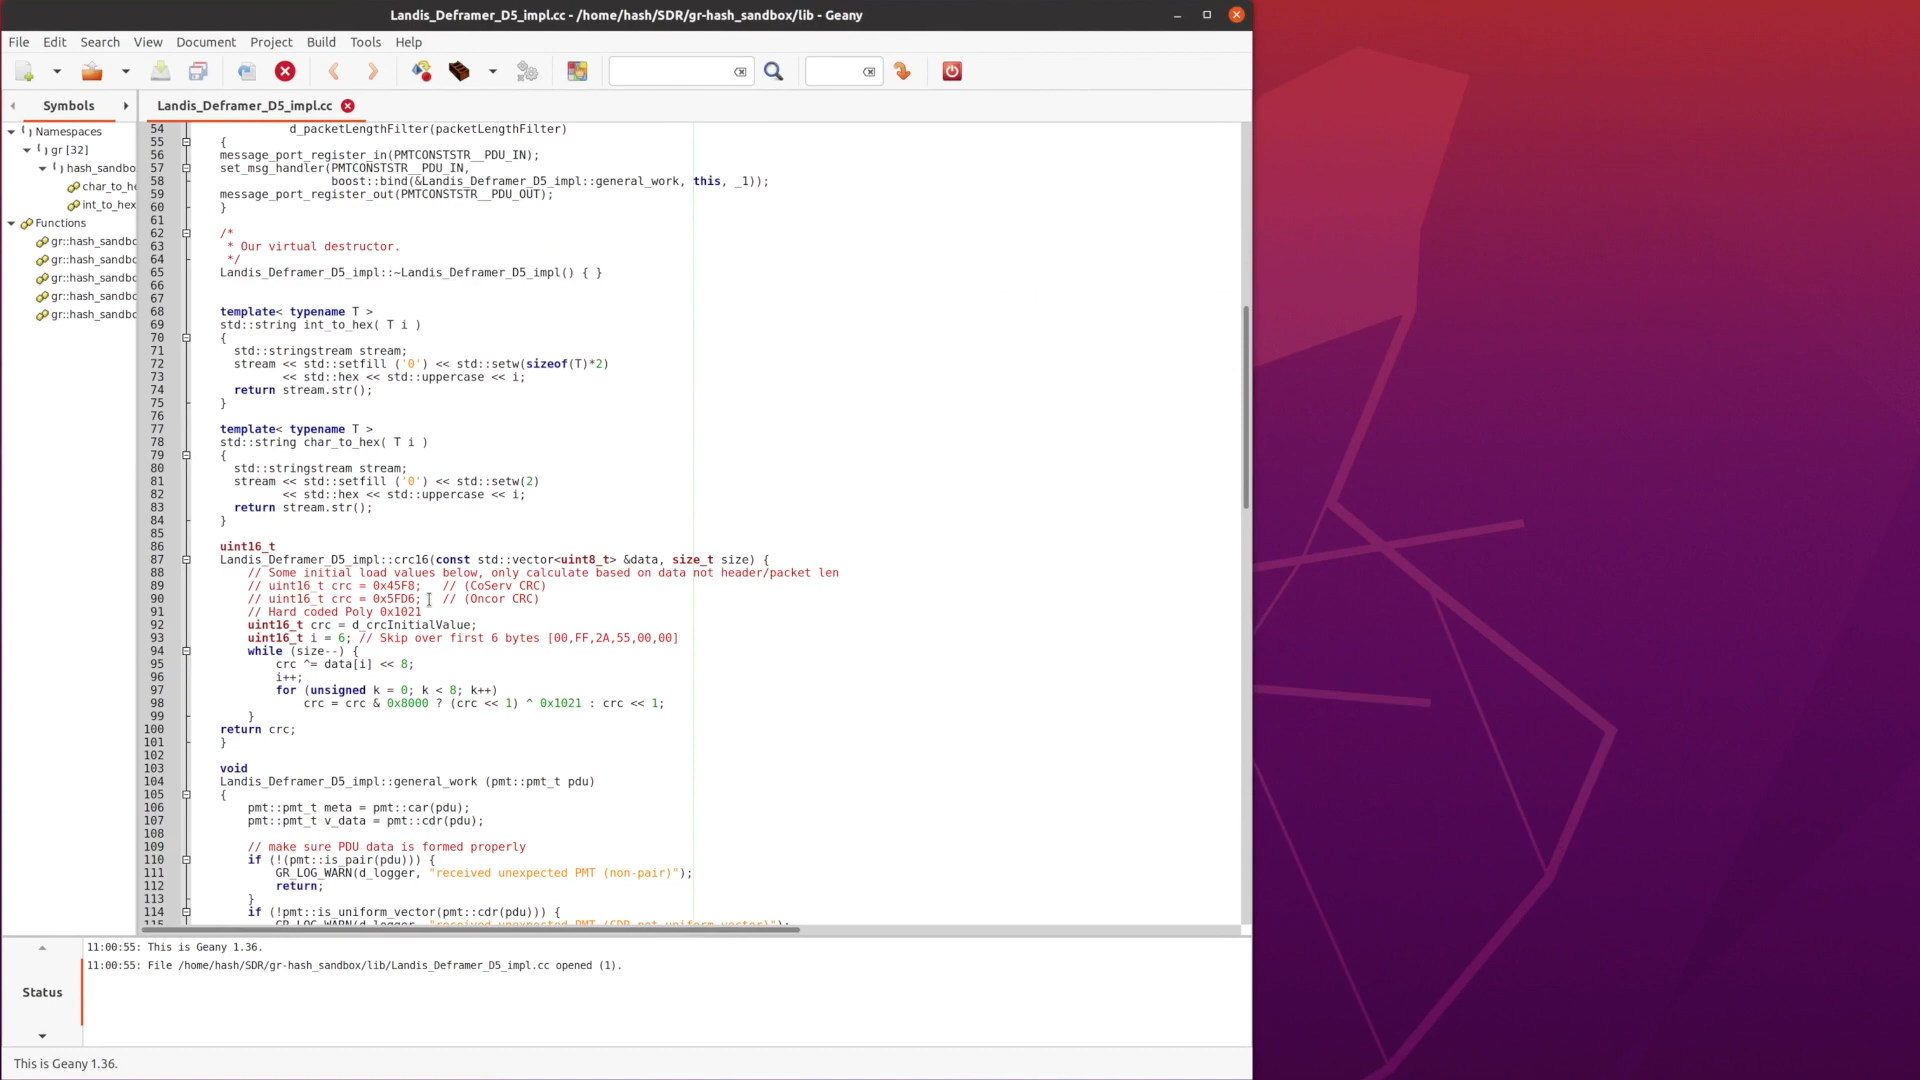 Landis_Deframer_D5_impl.cc - /home/hash/SDR/gr-hash_sandbox/lib - Geany
File Edit Search View Document Project Build Tools Help
Symbols
Landis_Deframer_D5_impl.cc
Namespaces
gr [32]
hash_sandbo
char_to_he
int_to_hex
Functions
gr::hash_sandbo
gr::hash_sandbo
gr::hash_sandbo
gr::hash_sandbo
gr::hash_sandbo
54 d_packetLengthFilter(packetLengthFilter)
55 {
56 message_port_register_in(PMTCONSTSTR__PDU_IN);
57 set_msg_handler(PMTCONSTSTR__PDU_IN,
58 boost::bind(&Landis_Deframer_D5_impl::general_work, this, _1));
59 message_port_register_out(PMTCONSTSTR__PDU_OUT);
60 }
61
62 /*
63 * Our virtual destructor.
64 */
65 Landis_Deframer_D5_impl::~Landis_Deframer_D5_impl() { }
66
67
68 template< typename T >
69 std::string int_to_hex( T i )
70 {
71 std::stringstream stream;
72 stream << std::setfill ('0') << std::setw(sizeof(T)*2)
73 << std::hex << std::uppercase << i;
74 return stream.str();
75 }
76
77 template< typename T >
78 std::string char_to_hex( T i )
79 {
80 std::stringstream stream;
81 stream << std::setfill ('0') << std::setw(2)
82 << std::hex << std::uppercase << i;
83 return stream.str();
84 }
85
86 uint16_t
87 Landis_Deframer_D5_impl::crc16(const std::vector<uint8_t> &data, size_t size) {
88 // Some initial load values below, only calculate based on data not header/packet len
89 // uint16_t crc = 0x45F8; // (CoServ CRC)
90 // uint16_t crc = 0x5FD6; // (Oncor CRC)
91 // Hard coded Poly 0x1021
92 uint16_t crc = d_crcInitialValue;
93 uint16_t i = 6; // Skip over first 6 bytes [00,FF,2A,55,00,00]
94 while (size--) {
95 crc ^= data[i] << 8;
96 i++;
97 for (unsigned k = 0; k < 8; k++)
98 crc = crc & 0x8000 ? (crc << 1) ^ 0x1021 : crc << 1;
99 }
100 return crc;
101 }
102
103 void
104 Landis_Deframer_D5_impl::general_work (pmt::pmt_t pdu)
105 {
106 pmt::pmt_t meta = pmt::car(pdu);
107 pmt::pmt_t v_data = pmt::cdr(pdu);
108
109 // make sure PDU data is formed properly
110 if (!(pmt::is_pair(pdu))) {
111 GR_LOG_WARN(d_logger, "received unexpected PMT (non-pair)");
112 return;
113 }
114 if (!pmt::is_uniform_vector(pmt::cdr(pdu))) {
115 GR_LOG_WARN(d_logger, "received unexpected PMT (CDR not uniform_vector)");
Status
11:00:55: This is Geany 1.36.
11:00:55: File /home/hash/SDR/gr-hash_sandbox/lib/Landis_Deframer_D5_impl.cc opened (1).
This is Geany 1.36.